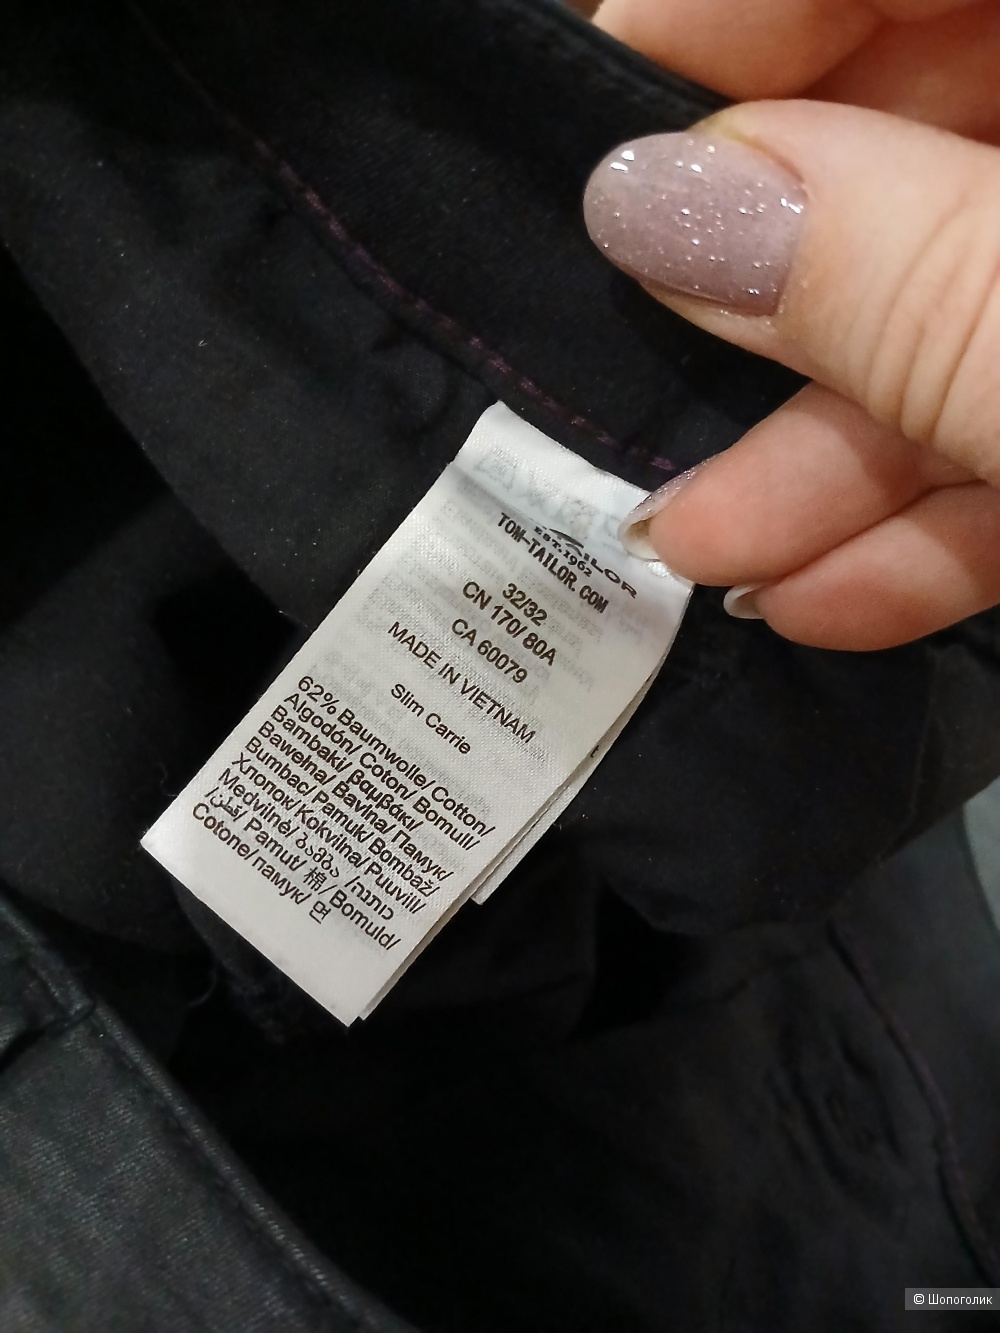 TAILOR
EST.1962
TOM-TAILOR.COM
32/32
CN 170/ 80A
CA 60079
MADE IN VIETNAM
Slim Carrie
62% Baumwolle/ Cotton/
Algodón/ Coton/ Bomull/
Bambaki/ βαμβάκι/
Bawełna/ Bavlna/ Памук/
Bumbac/ Pamuk/ Bombaž/
Хлопок/ Kokvilna/ Puuvill/
Medvilnė/ ბამბა /כותנה
/قطن/ Pamut/ 棉/ Bomuld/
Cotone/ памук/ 면
© Шопоголик